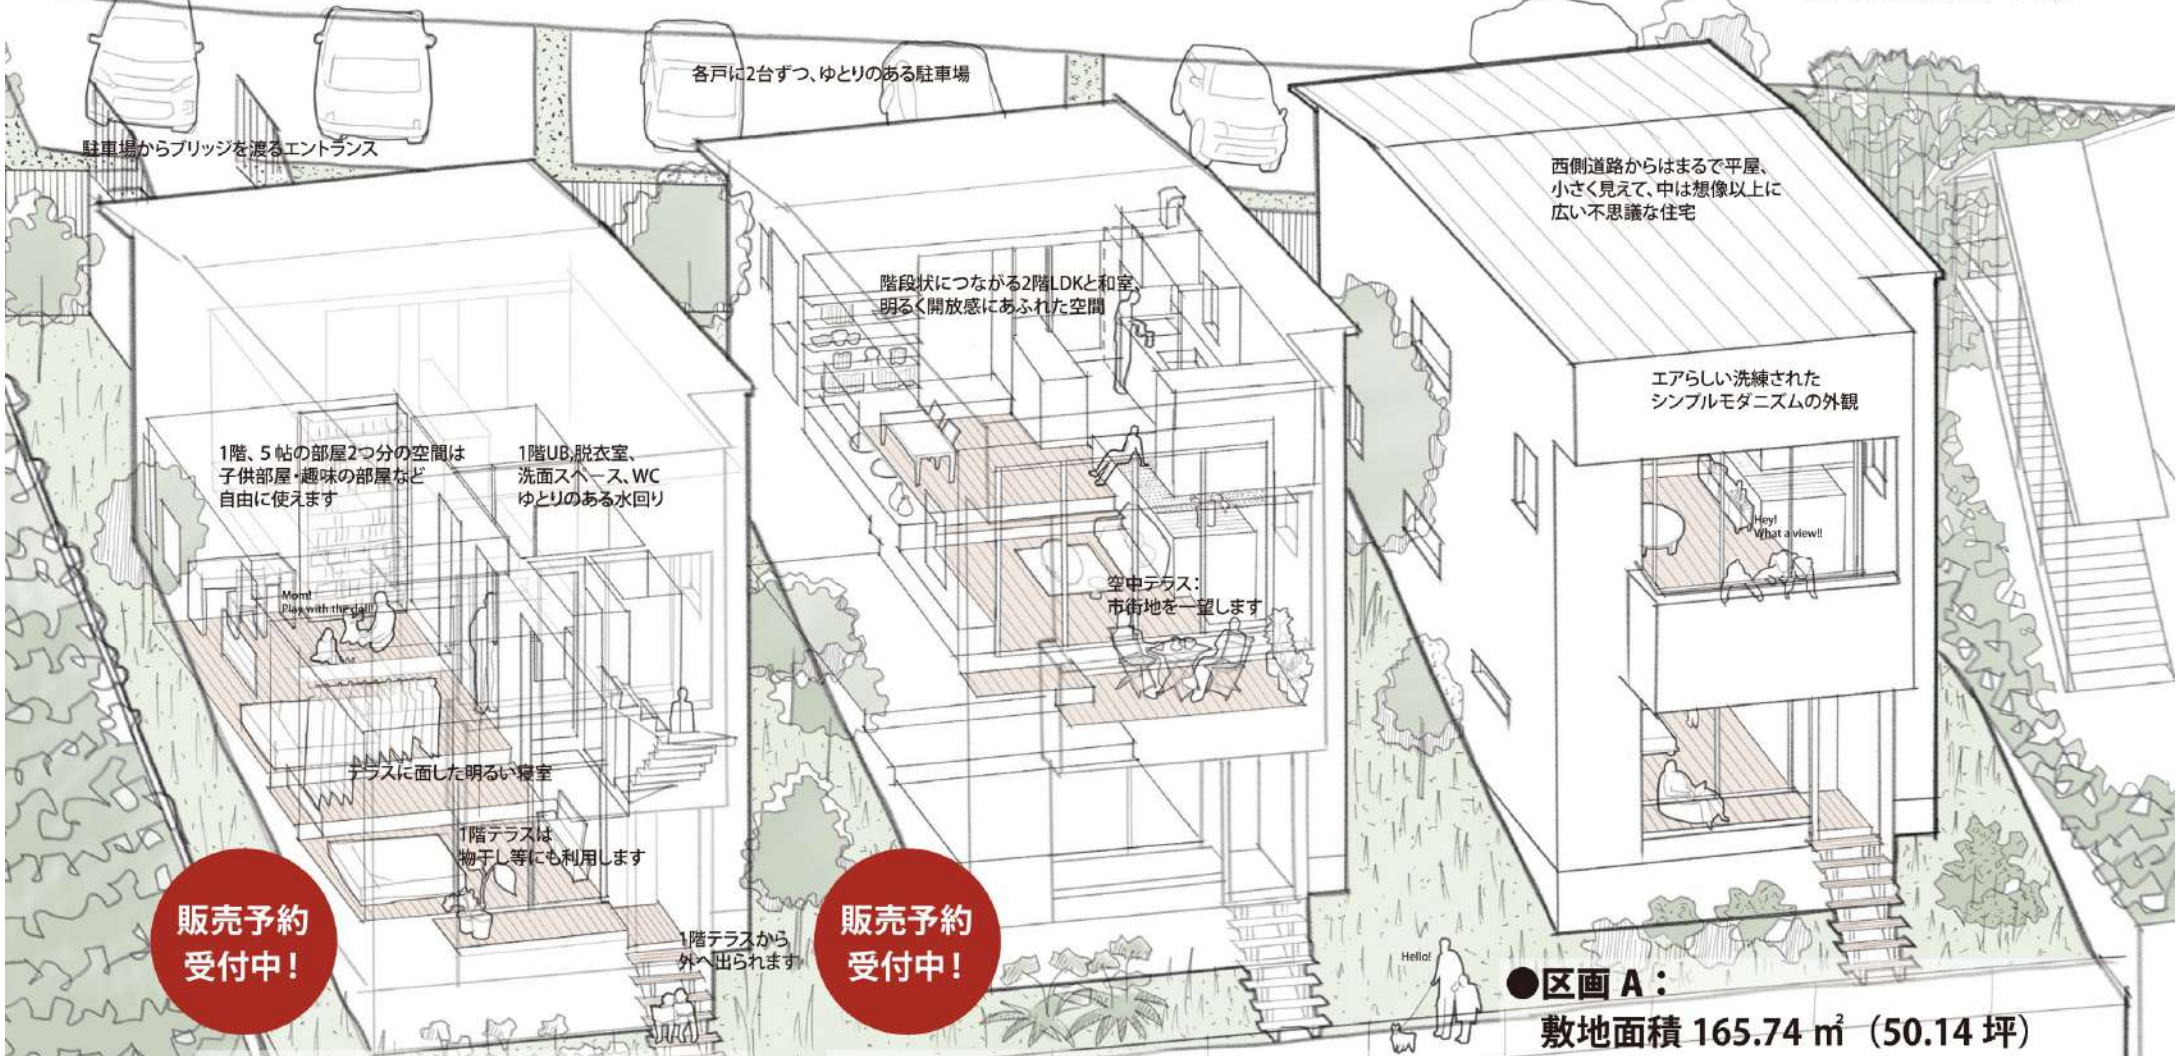 各戸に2台ずつ、ゆとりのある駐車場
駐車場からブリッジを渡るエントランス
西側道路からはまるで平屋、
小さく見えて、中は想像以上に
広い不思議な住宅
階段状につながる2階LDKと和室、
明るく開放感にあふれた空間
エアらしい洗練された
シンプルモダニズムの外観
1階、5帖の部屋2つ分の空間は
子供部屋・趣味の部屋など
自由に使えます
1階UB,脱衣室、
洗面スペース、WC
ゆとりのある水回り
Hey!
What a view!!
空中テラス：
市街地を一望します
Mom!
Play with the doll!
テラスに面した明るい寝室
1階テラスは
物干し等にも利用します
販売予約
受付中！
1階テラスから
外へ出られます
販売予約
受付中！
Hello!
●区画 A：
敷地面積 165.74 ㎡（50.14 坪）